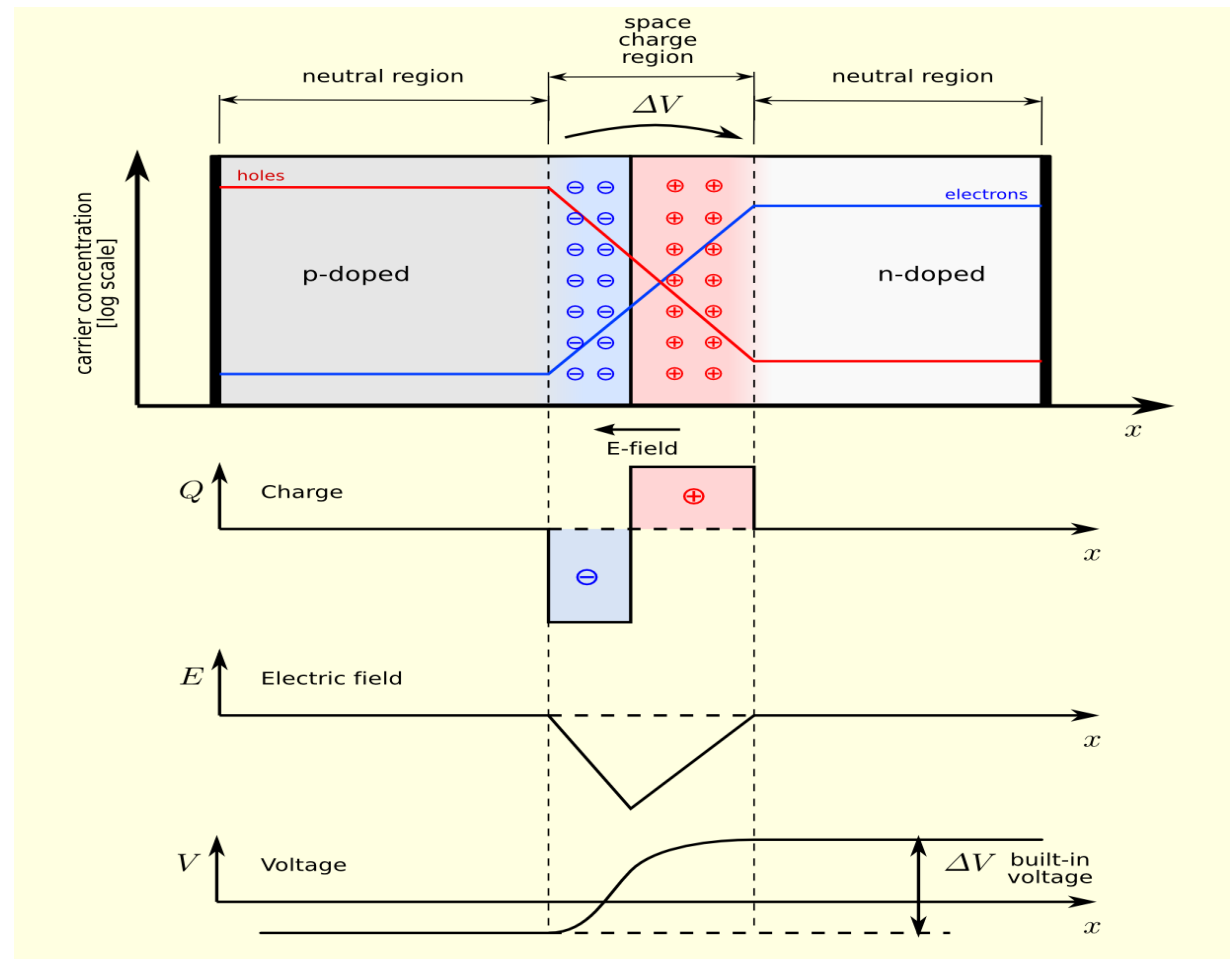 space
charge
region
neutral region
neutral region
ΔV
holes
electrons
carrier concentration
[log scale]
p-doped
n-doped
⊖ ⊖ ⊕ ⊕
⊖ ⊖ ⊕ ⊕
⊖ ⊖ ⊕ ⊕
⊖ ⊖ ⊕ ⊕
⊖ ⊖ ⊕ ⊕
⊖ ⊖ ⊕ ⊕
⊖ ⊖ ⊕ ⊕
x
E-field
Q
Charge
⊕
⊖
x
E
Electric field
x
V
Voltage
ΔV
built-in
voltage
x